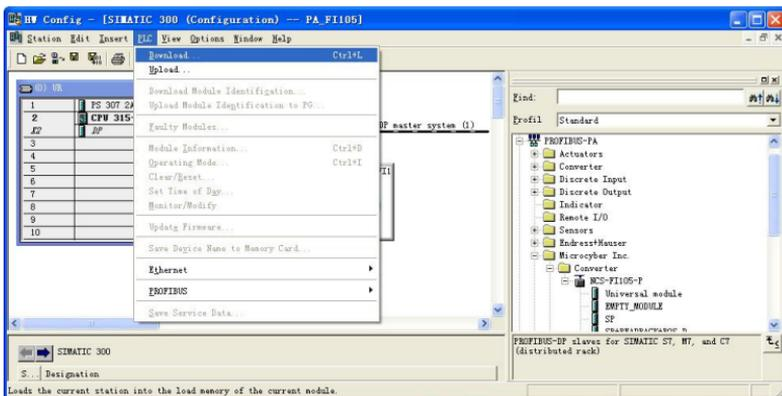 HW Config - [SIMATIC 300 (Configuration) -- PA_FI105]
Station Edit Insert PLC View Options Window Help
Download... Ctrl+L
Upload...
Download Module Identification...
Upload Module Identification to PG...
Faulty Modules...
Module Information... Ctrl+D
Operating Mode... Ctrl+I
Clear/Reset...
Set Time of Day...
Monitor/Modify
Update Firmware...
Save Device Name to Memory Card...
Ethernet
PROFIBUS
Save Service Data...
(0) UR
1 PS 307 2A
2 CPU 315-
X2 DP
3
4
5
6
7
8
9
10
DP master system (1)
Find:
Profil Standard
PROFIBUS-PA
Actuators
Converter
Discrete Input
Discrete Output
Indicator
Remote I/O
Sensors
Endress+Hauser
Microcyber Inc.
Converter
NCS-FI105-P
Universal module
EMPTY_MODULE
SP
PROFIBUS-DP slaves for SIMATIC S7, M7, and C7
(distributed rack)
SIMATIC 300
S... Designation
Loads the current station into the load memory of the current module.